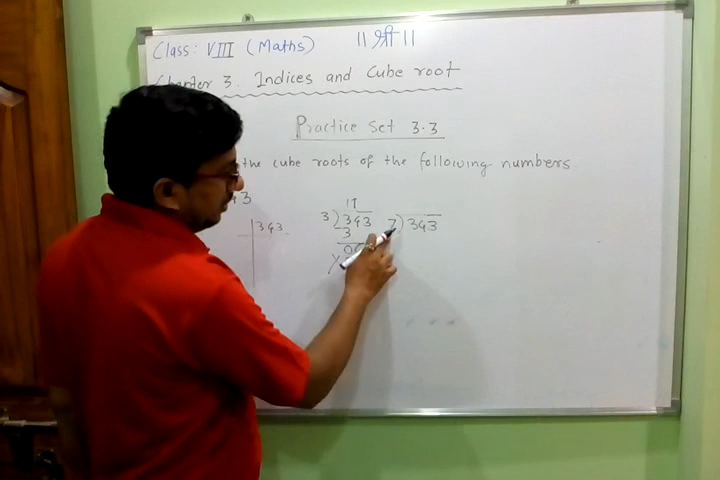 Class: VIII (Maths) || श्री ||
Chapter 3. Indices and Cube root
Practice Set 3.3
the cube roots of the following numbers
3
343
11
3) 343
3
7) 343